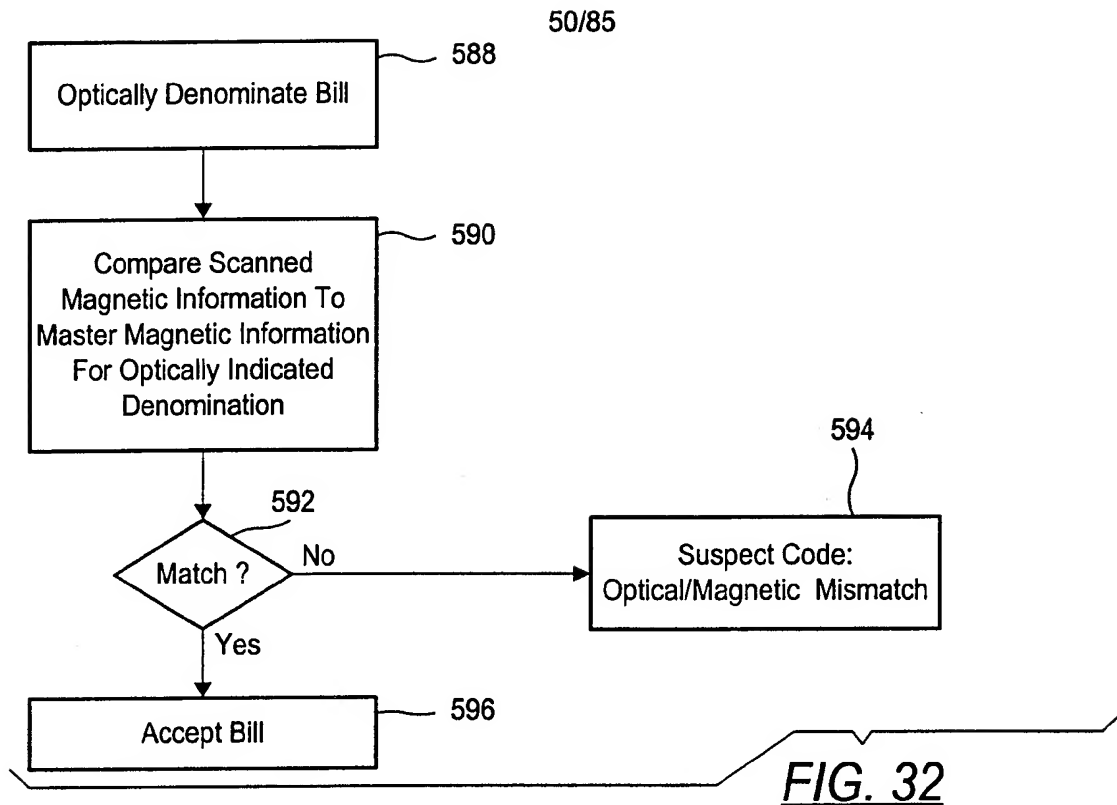 50/85
588
Optically Denominate Bill
590
Compare Scanned
Magnetic Information To
Master Magnetic Information
For Optically Indicated
Denomination
592
Match ?
No
594
Suspect Code:
Optical/Magnetic Mismatch
Yes
596
Accept Bill
FIG. 32